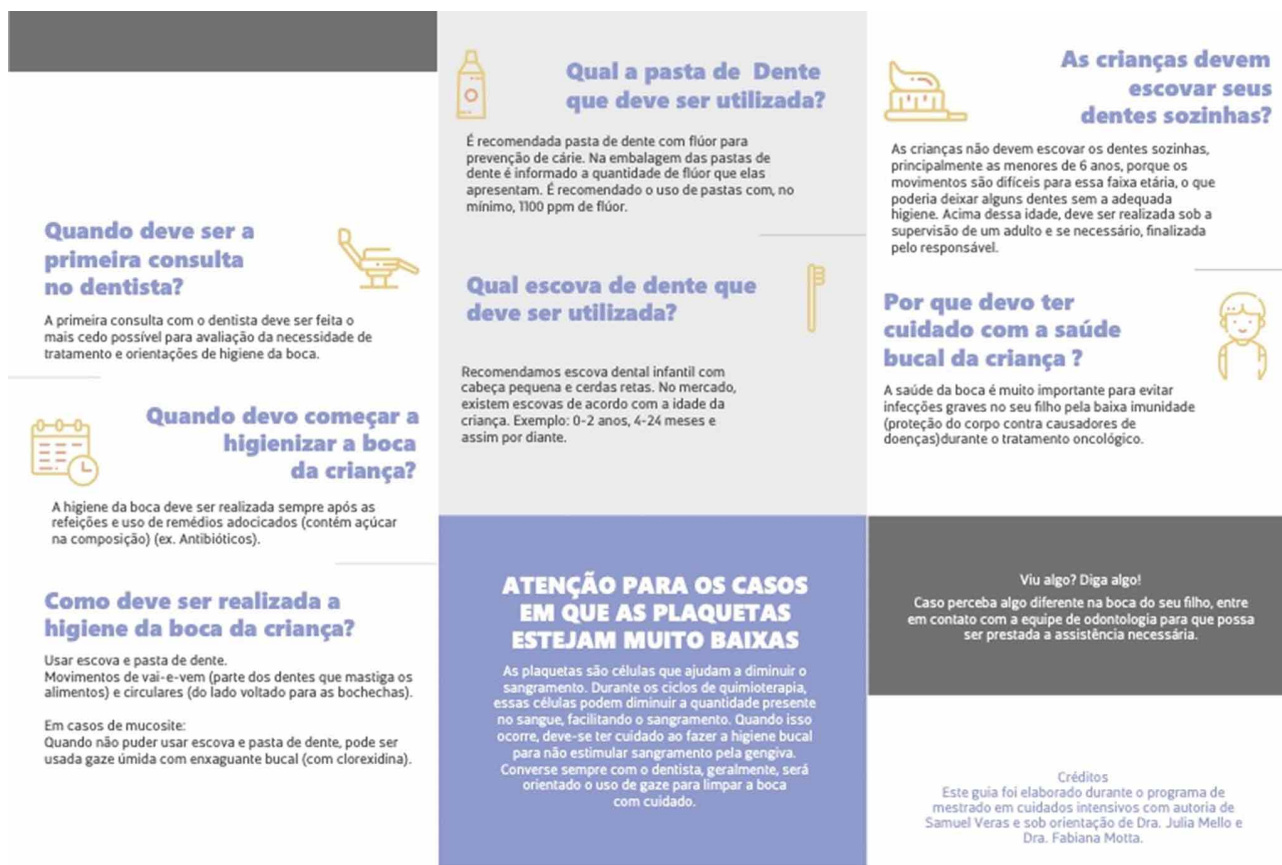 Quando deve ser a
primeira consulta
no dentista?
A primeira consulta com o dentista deve ser feita o
mais cedo possível para avaliação da necessidade de
tratamento e orientações de higiene da boca.
Quando devo começar a
higienizar a boca
da criança?
A higiene da boca deve ser realizada sempre após as
refeições e uso de remédios adocicados (contém açúcar
na composição) (ex. Antibióticos).
Como deve ser realizada a
higiene da boca da criança?
Usar escova e pasta de dente.
Movimentos de vai-e-vem (parte dos dentes que mastiga os
alimentos) e circulares (do lado voltado para as bochechas).
Em casos de mucosite:
Quando não puder usar escova e pasta de dente, pode ser
usada gaze úmida com enxaguante bucal (com clorexidina).
Qual a pasta de Dente
que deve ser utilizada?
É recomendada pasta de dente com flúor para
prevenção de cárie. Na embalagem das pastas de
dente é informado a quantidade de flúor que elas
apresentam. É recomendado o uso de pastas com, no
mínimo, 1100 ppm de flúor.
Qual escova de dente que
deve ser utilizada?
Recomendamos escova dental infantil com
cabeça pequena e cerdas retas. No mercado,
existem escovas de acordo com a idade da
criança. Exemplo: 0-2 anos, 4-24 meses e
assim por diante.
ATENÇÃO PARA OS CASOS
EM QUE AS PLAQUETAS
ESTEJAM MUITO BAIXAS
As plaquetas são células que ajudam a diminuir o
sangramento. Durante os ciclos de quimioterapia,
essas células podem diminuir a quantidade presente
no sangue, facilitando o sangramento. Quando isso
ocorre, deve-se ter cuidado ao fazer a higiene bucal
para não estimular sangramento pela gengiva.
Converse sempre com o dentista, geralmente, será
orientado o uso de gaze para limpar a boca
com cuidado.
As crianças devem
escovar seus
dentes sozinhas?
As crianças não devem escovar os dentes sozinhas,
principalmente as menores de 6 anos, porque os
movimentos são difíceis para essa faixa etária, o que
poderia deixar alguns dentes sem a adequada
higiene. Acima dessa idade, deve ser realizada sob a
supervisão de um adulto e se necessário, finalizada
pelo responsável.
Por que devo ter
cuidado com a saúde
bucal da criança ?
A saúde da boca é muito importante para evitar
infecções graves no seu filho pela baixa imunidade
(proteção do corpo contra causadores de
doenças)durante o tratamento oncológico.
Viu algo? Diga algo!
Caso perceba algo diferente na boca do seu filho, entre
em contato com a equipe de odontologia para que possa
ser prestada a assistência necessária.
Créditos
Este guia foi elaborado durante o programa de
mestrado em cuidados intensivos com autoria de
Samuel Veras e sob orientação de Dra. Julia Mello e
Dra. Fabiana Motta.